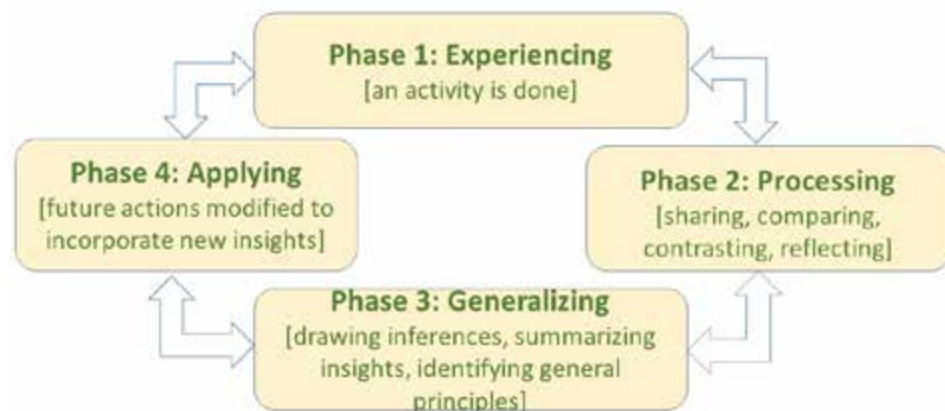 Phase 1: Experiencing
[an activity is done]
Phase 2: Processing
[sharing, comparing,
contrasting, reflecting]
Phase 3: Generalizing
[drawing inferences, summarizing
insights, identifying general
principles]
Phase 4: Applying
[future actions modified to
incorporate new insights]